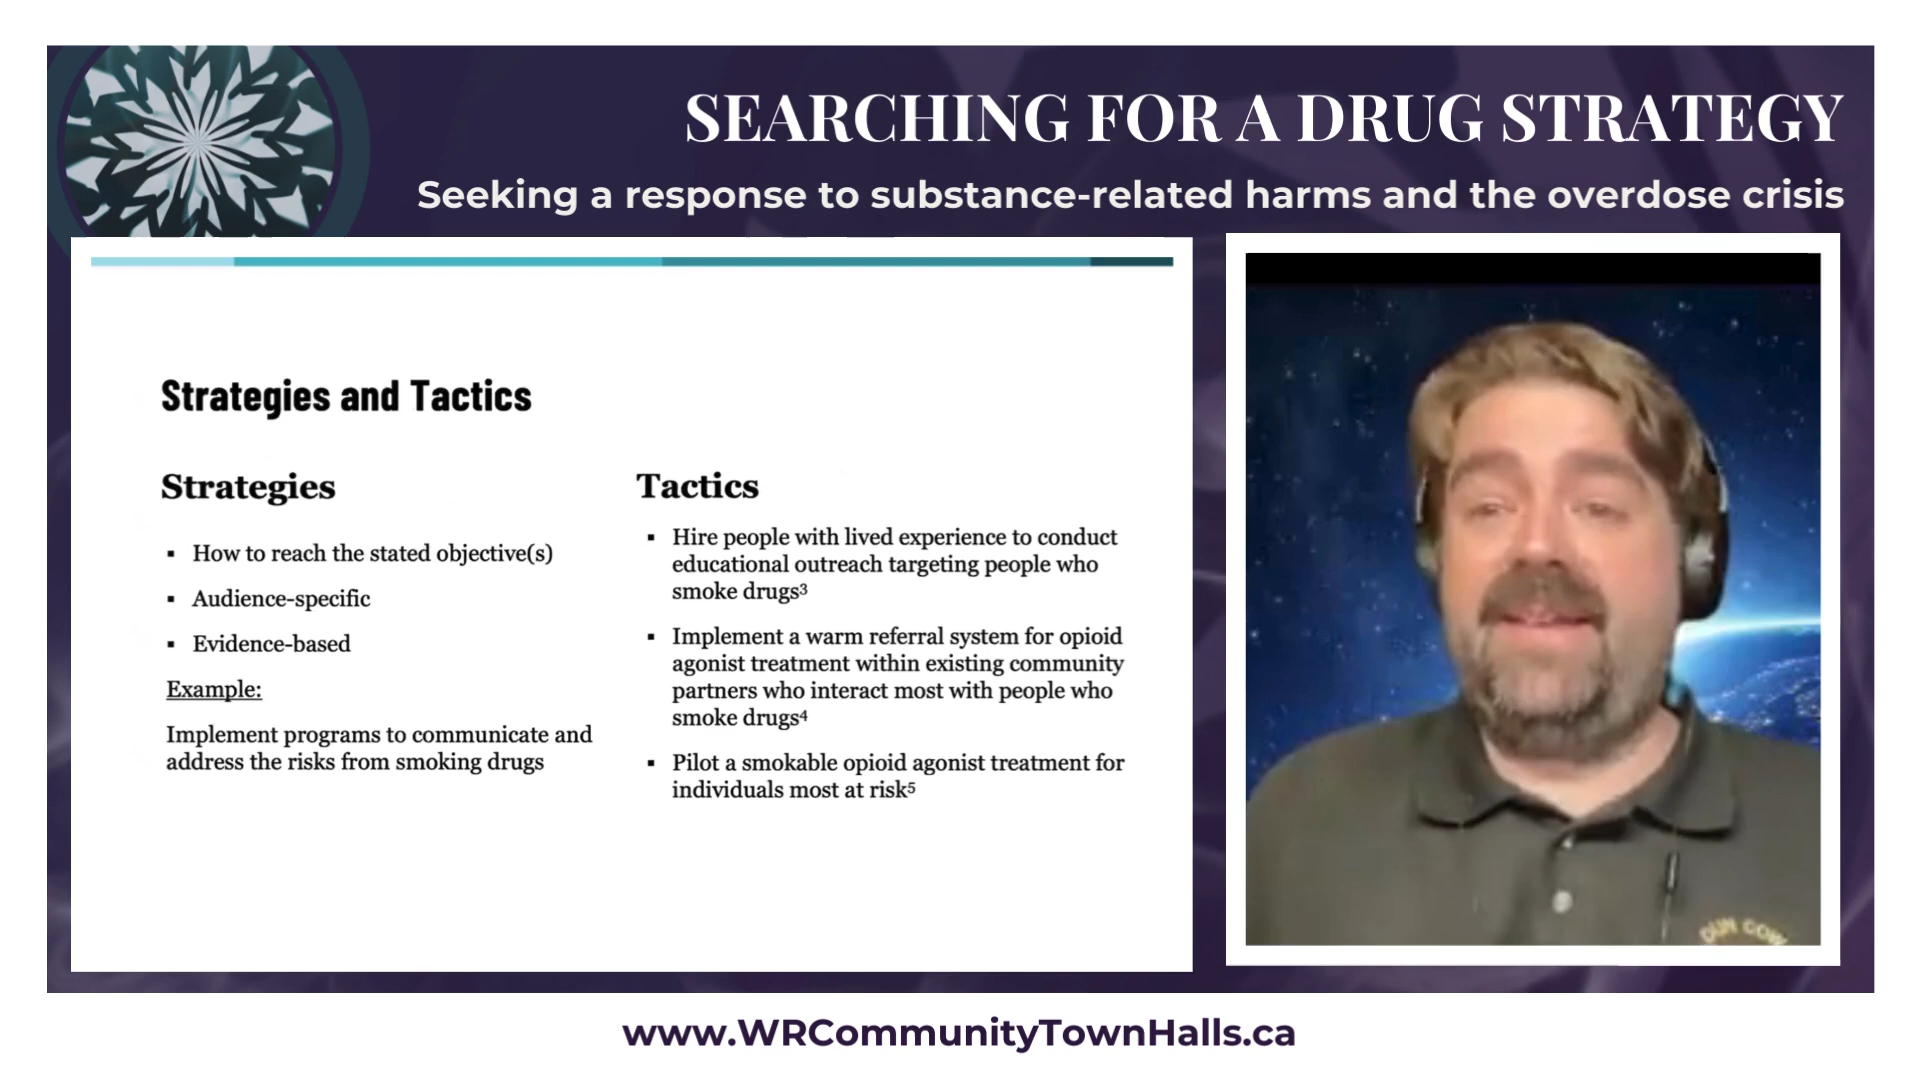 SEARCHING FOR A DRUG STRATEGY
Seeking a response to substance-related harms and the overdose crisis
Strategies and Tactics
Strategies
▪ How to reach the stated objective(s)
▪ Audience-specific
▪ Evidence-based
Example:
Implement programs to communicate and
address the risks from smoking drugs
Tactics
▪ Hire people with lived experience to conduct
educational outreach targeting people who
smoke drugs³
▪ Implement a warm referral system for opioid
agonist treatment within existing community
partners who interact most with people who
smoke drugs⁴
▪ Pilot a smokable opioid agonist treatment for
individuals most at risk⁵
DUN COW
www.WRCommunityTownHalls.ca